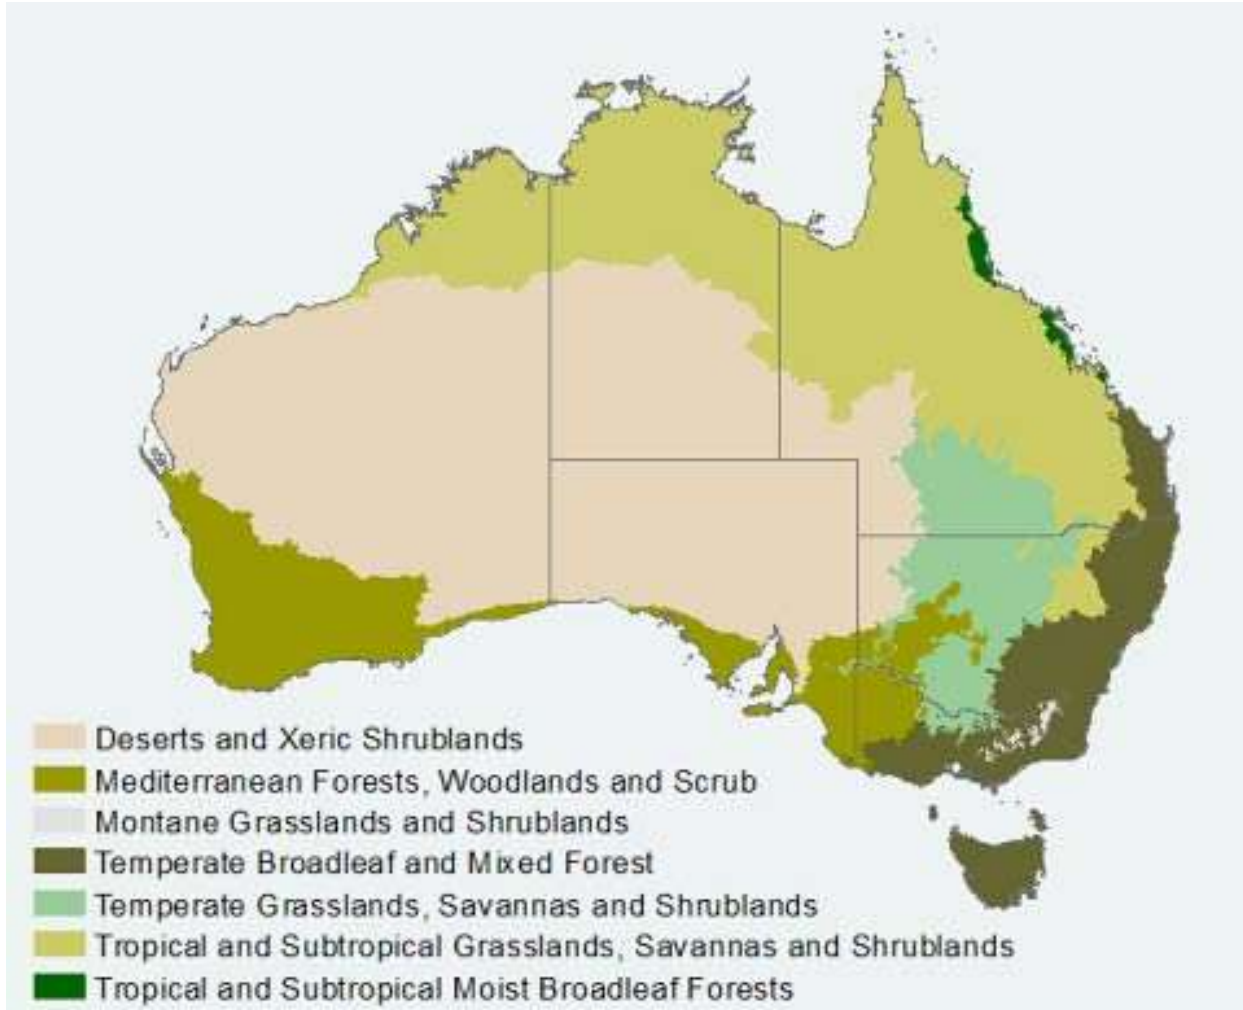 Deserts and Xeric Shrublands
Mediterranean Forests, Woodlands and Scrub
Montane Grasslands and Shrublands
Temperate Broadleaf and Mixed Forest
Temperate Grasslands, Savannas and Shrublands
Tropical and Subtropical Grasslands, Savannas and Shrublands
Tropical and Subtropical Moist Broadleaf Forests